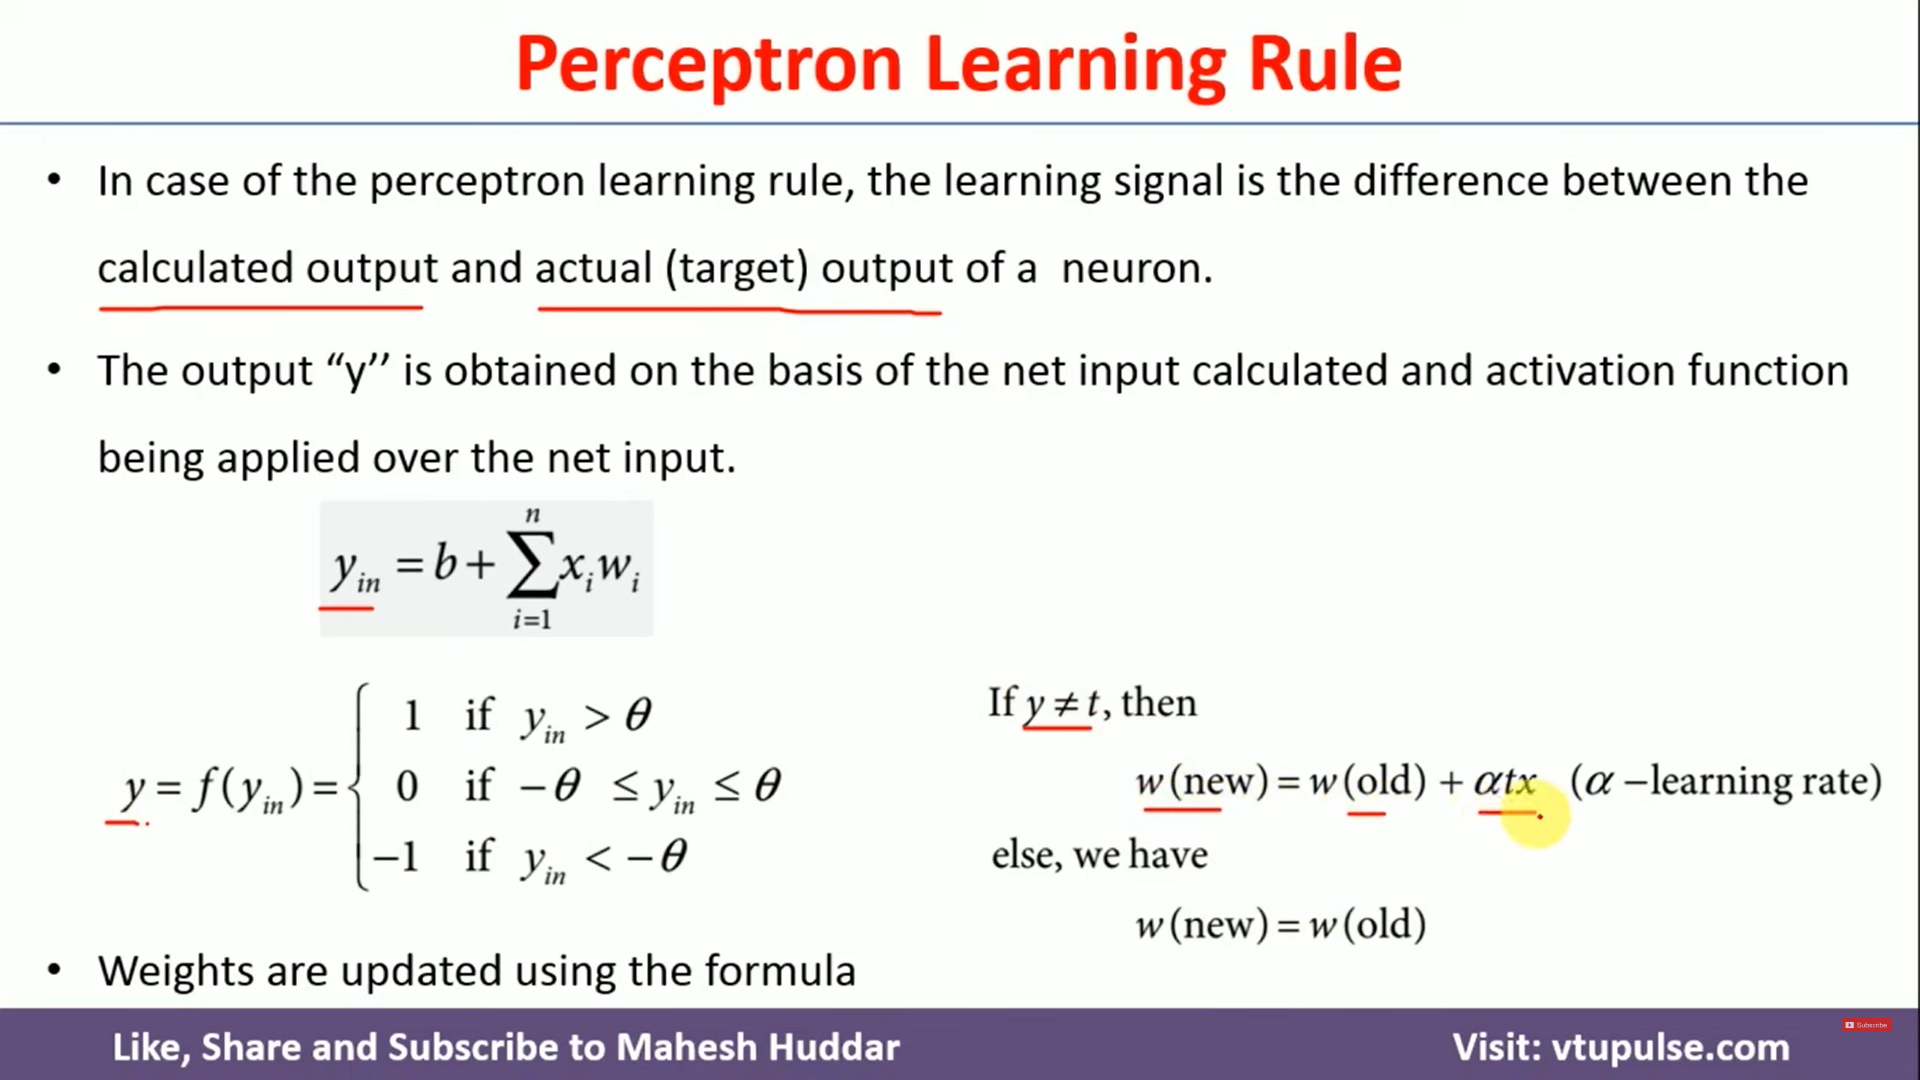 Perceptron Learning Rule
• In case of the perceptron learning rule, the learning signal is the difference between the
calculated output and actual (target) output of a neuron.
• The output “y’’ is obtained on the basis of the net input calculated and activation function
being applied over the net input.
y_in = b + ∑_{i=1}^{n} x_i w_i
y = f(y_in) = { 1 if y_in > θ
0 if −θ ≤ y_in ≤ θ
−1 if y_in < −θ
If y ≠ t, then
w(new) = w(old) + αtx (α −learning rate)
else, we have
w(new) = w(old)
• Weights are updated using the formula
Like, Share and Subscribe to Mahesh Huddar
Visit: vtupulse.com
Subscribe